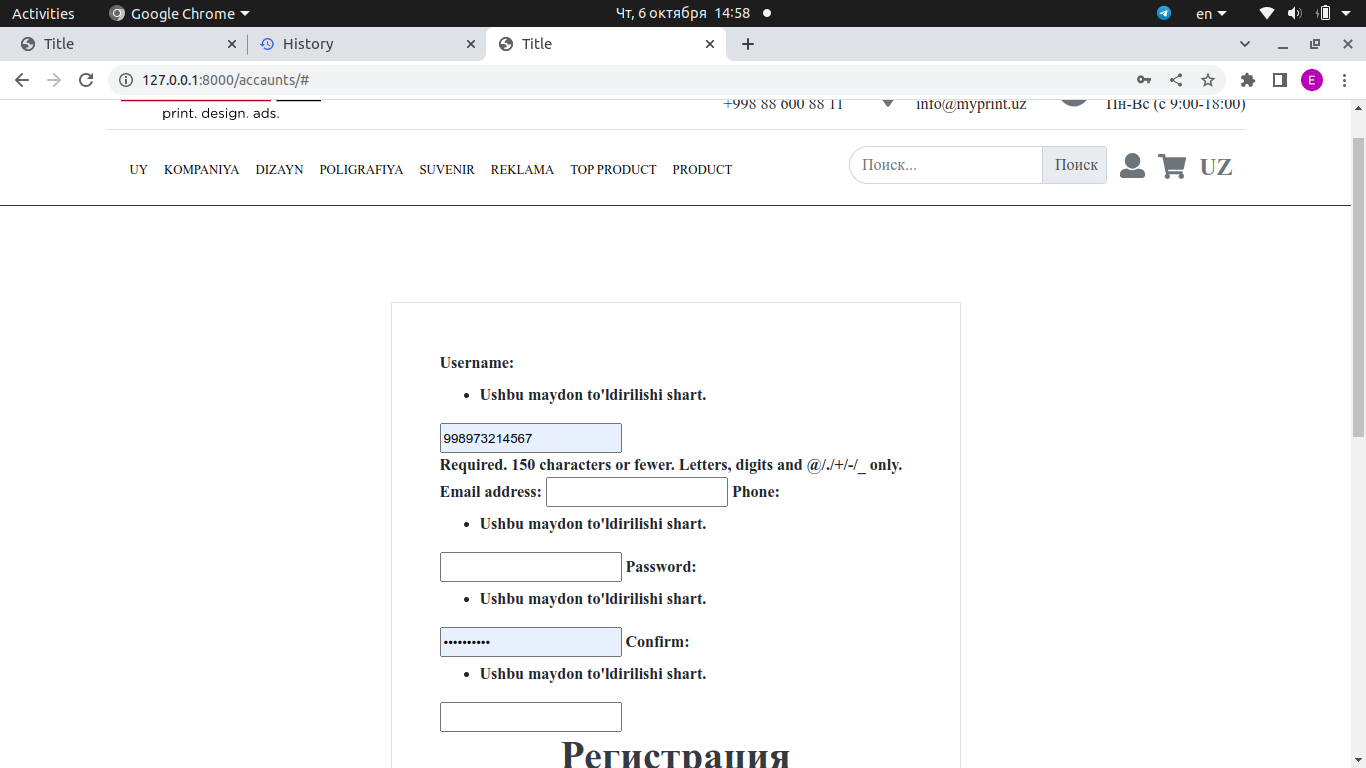 Activities Google Chrome Чт, 6 октября 14:58 en
Title History Title
127.0.0.1:8000/accaunts/# E
print. design. ads. +998 88 600 88 11 info@myprint.uz Пн-Вс (с 9:00-18:00)
UY KOMPANIYA DIZAYN POLIGRAFIYA SUVENIR REKLAMA TOP PRODUCT PRODUCT Поиск... Поиск UZ
Username:
• Ushbu maydon to'ldirilishi shart.
998973214567
Required. 150 characters or fewer. Letters, digits and @/./+/-/_ only.
Email address: Phone:
• Ushbu maydon to'ldirilishi shart.
Password:
• Ushbu maydon to'ldirilishi shart.
•••••••••• Confirm:
• Ushbu maydon to'ldirilishi shart.
Регистрация